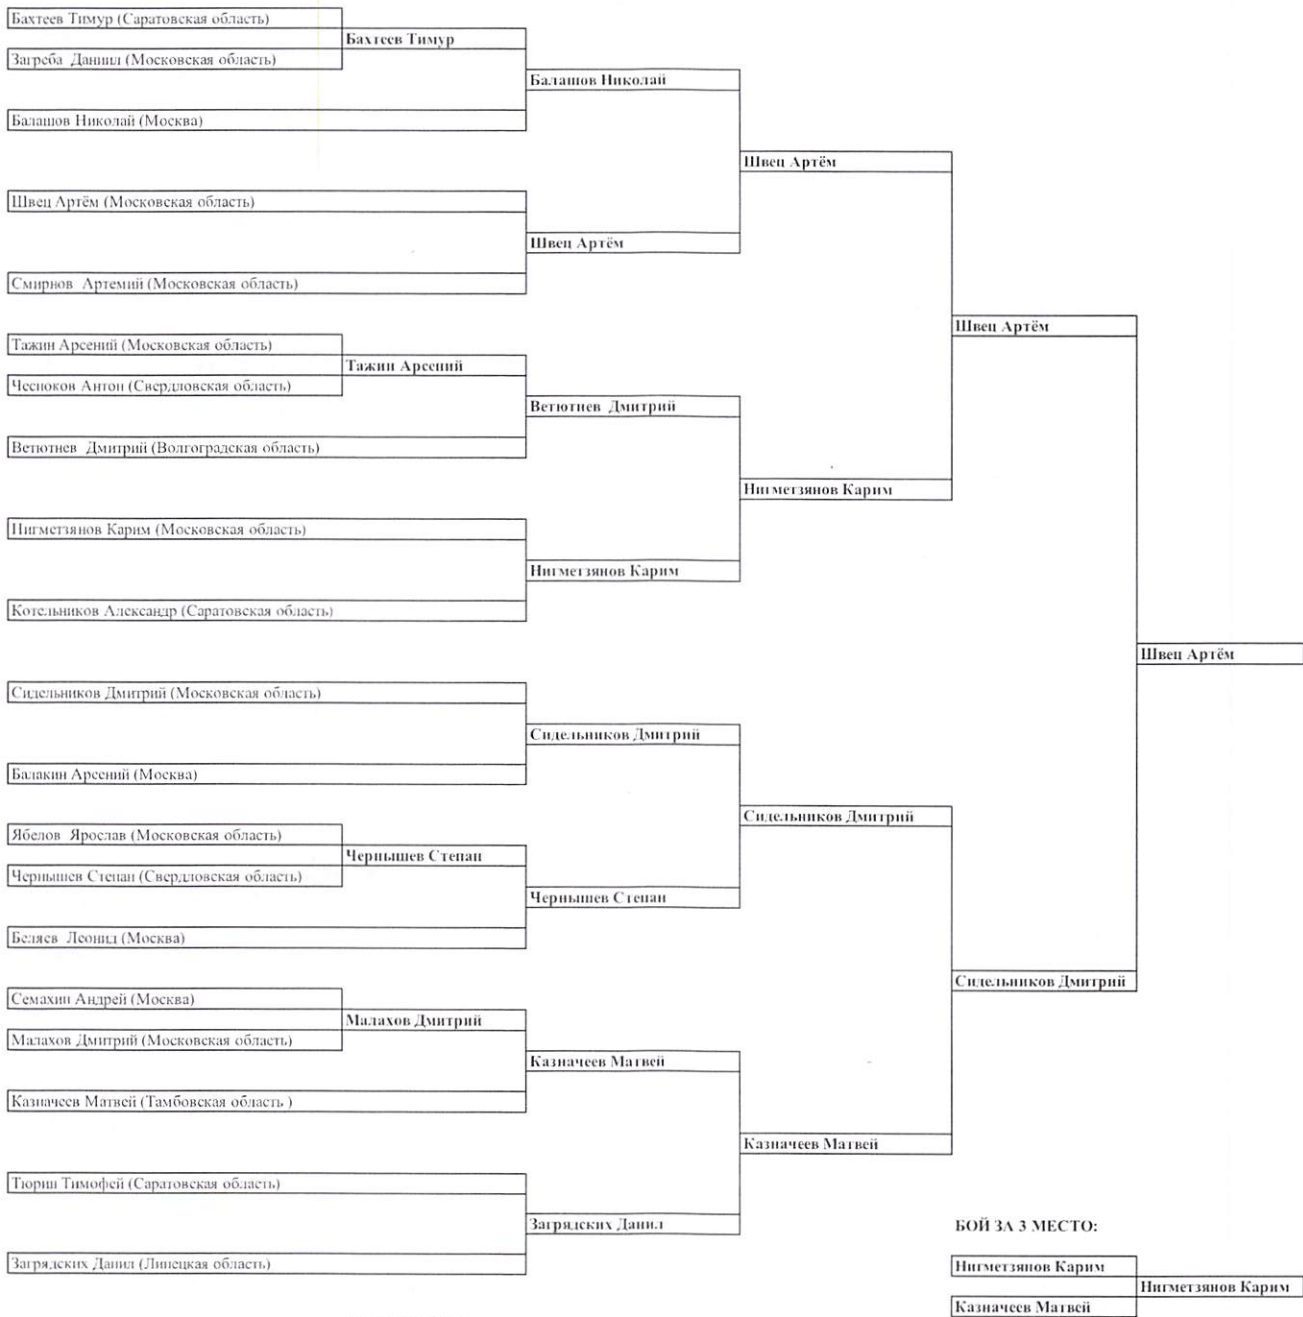 Бахтеев Тимур (Саратовская область)
Бахтеев Тимур
Загреба Даниил (Московская область)
Балашов Николай
Балашов Николай (Москва)
Швец Артём
Швец Артём (Московская область)
Швец Артём
Смирнов Артемий (Московская область)
Швец Артём
Тажин Арсений (Московская область)
Тажин Арсений
Чесноков Антон (Свердловская область)
Ветютнев Дмитрий
Ветютнев Дмитрий (Волгоградская область)
Нигметзянов Карим
Нигметзянов Карим (Московская область)
Нигметзянов Карим
Котельников Александр (Саратовская область)
Швец Артём
Сидельников Дмитрий (Московская область)
Сидельников Дмитрий
Балакин Арсений (Москва)
Сидельников Дмитрий
Ябелов Ярослав (Московская область)
Чернышев Степан
Чернышев Степан (Свердловская область)
Чернышев Степан
Беляев Леонид (Москва)
Сидельников Дмитрий
Семахин Андрей (Москва)
Малахов Дмитрий
Малахов Дмитрий (Московская область)
Казначеев Матвей
Казначеев Матвей (Тамбовская область )
Казначеев Матвей
Тюрин Тимофей (Саратовская область)
Загрядских Данил
Загрядских Данил (Липецкая область)
БОЙ ЗА 3 МЕСТО:
Нигметзянов Карим
Нигметзянов Карим
Казначеев Матвей